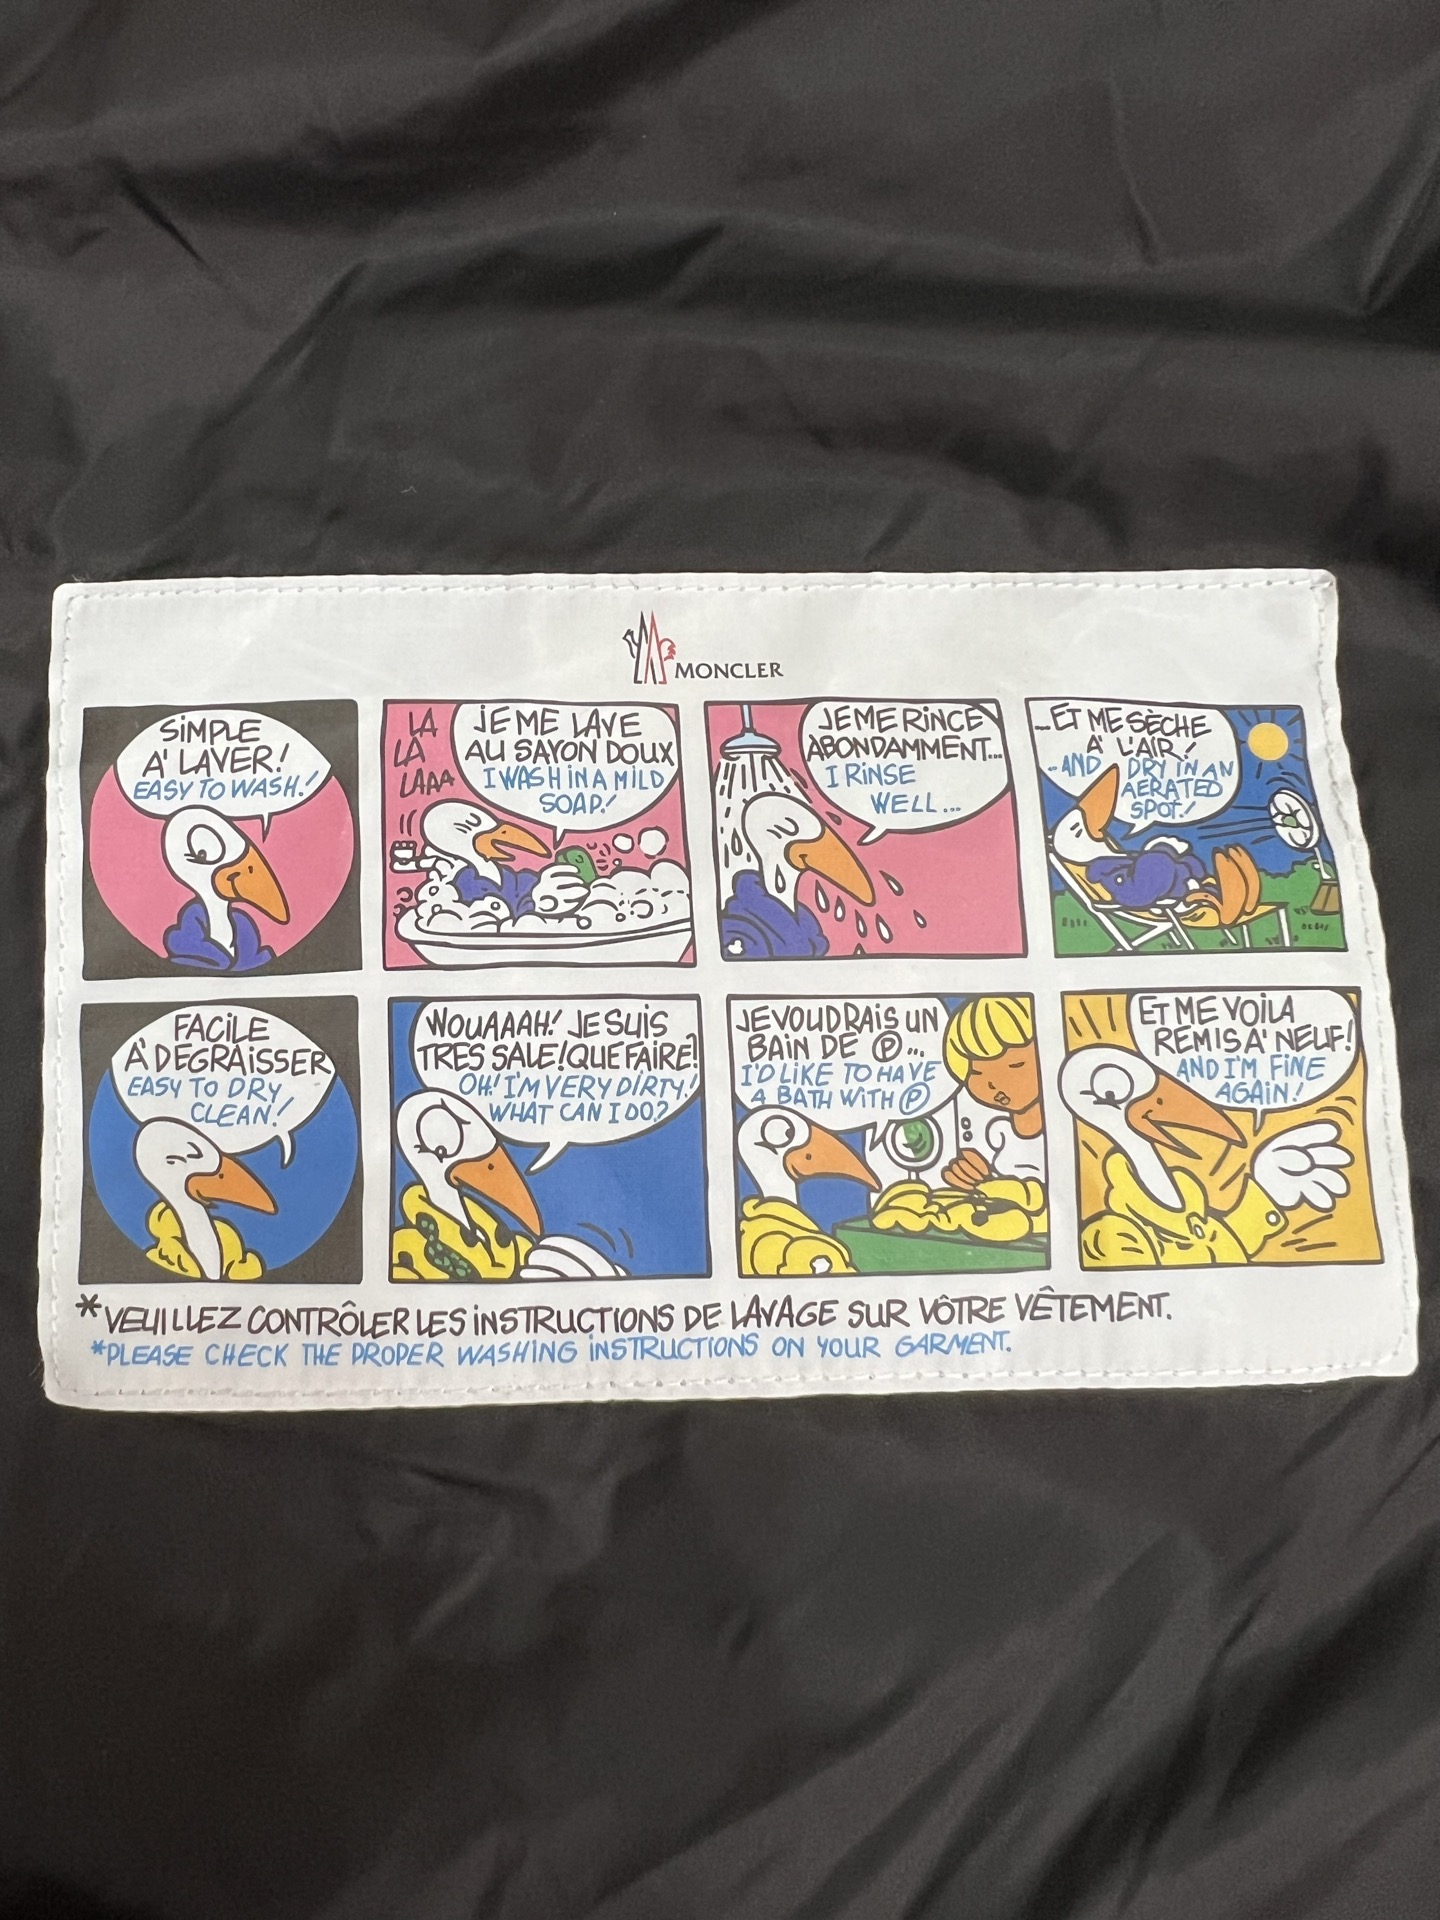 MONCLER
SIMPLE
A' LAVER!
EASY TO WASH!
LA
LA
LAAA
JE ME LAVE
AU SAVON DOUX
I WASH IN A MILD
SOAP!
JE ME RINCE
ABONDAMMENT...
I RINSE
WELL...
...ET ME SÈCHE
A' L'AIR!
...AND DRY IN AN
AERATED
SPOT!
FACILE
A' DEGRAISSER
EASY TO DRY
CLEAN!
WOUAAAH! JE SUIS
TRES SALE! QUE FAIRE?
OH! I'M VERY DIRTY!
WHAT CAN I DO?
JE VOUDRAIS UN
BAIN DE Ⓟ...
I'D LIKE TO HAVE
A BATH WITH Ⓟ
ET ME VOILA
REMIS A' NEUF!
AND I'M FINE
AGAIN!
*VEUILLEZ CONTRÔLER LES INSTRUCTIONS DE LAVAGE SUR VÔTRE VÊTEMENT.
*PLEASE CHECK THE PROPER WASHING INSTRUCTIONS ON YOUR GARMENT.